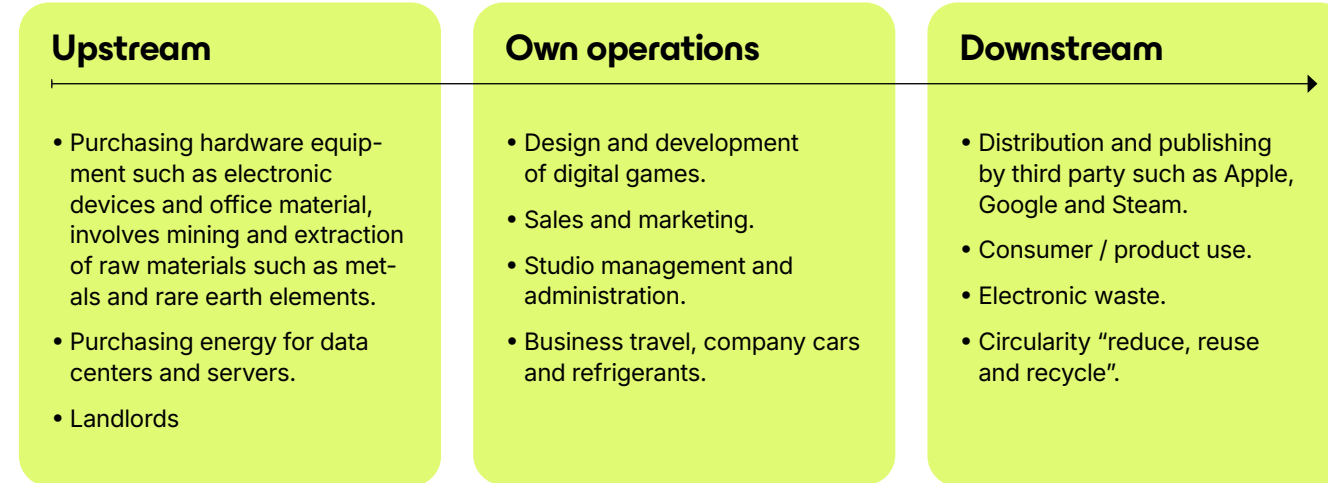 Upstream
• Purchasing hardware equip-
ment such as electronic
devices and office material,
involves mining and extraction
of raw materials such as met-
als and rare earth elements.
• Purchasing energy for data
centers and servers.
• Landlords
Own operations
• Design and development
of digital games.
• Sales and marketing.
• Studio management and
administration.
• Business travel, company cars
and refrigerants.
Downstream
• Distribution and publishing
by third party such as Apple,
Google and Steam.
• Consumer / product use.
• Electronic waste.
• Circularity “reduce, reuse
and recycle”.